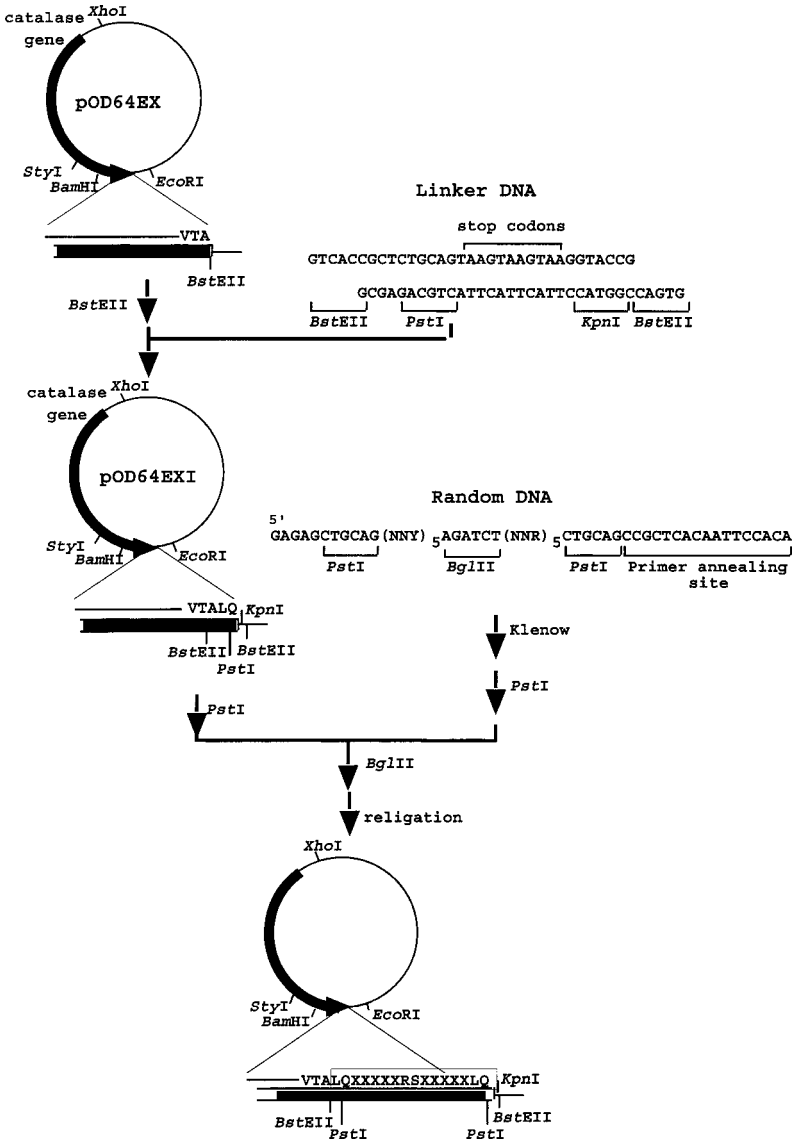 XhoI
catalase
gene
pOD64EX
StyI
BamHI
EcoRI
VTA
BstEII
Linker DNA
stop codons
GTCACCGCTCTGCAGTAAGTAAGTAAGGTACCG
GCGAGACGTCATTCATTCATTCCATGGCCAGTG
BstEII
PstI
KpnI
BstEII
BstEII
XhoI
catalase
gene
pOD64EXI
StyI
BamHI
EcoRI
VTALQ
KpnI
BstEII
BstEII
PstI
Random DNA
5'
GAGAGCTGCAG(NNY)5AGATCT(NNR)5CTGCAGCCGCTCACAATTCCACA
PstI
BglII
PstI
Primer annealing
site
Klenow
PstI
PstI
BglII
religation
XhoI
StyI
BamHI
EcoRI
VTALQXXXXXRSXXXXXLQ
KpnI
BstEII
BstEII
PstI
PstI